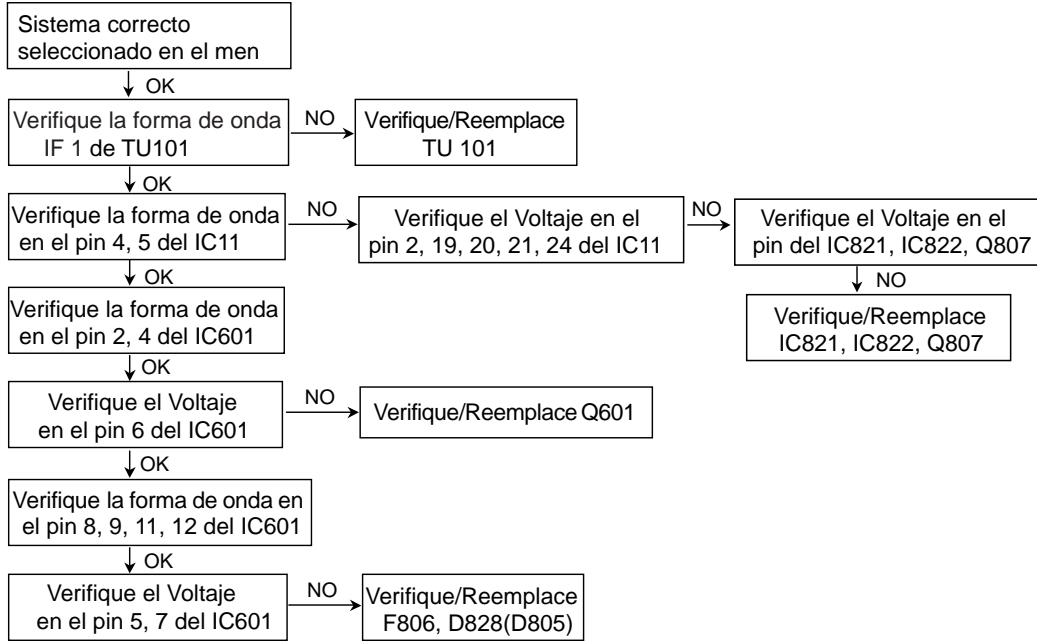 Sistema correcto
seleccionado en el men
OK
Verifique la forma de onda
IF 1 de TU101
NO
Verifique/Reemplace
TU 101
OK
Verifique la forma de onda
en el pin 4, 5 del IC11
NO
Verifique el Voltaje en el
pin 2, 19, 20, 21, 24 del IC11
NO
Verifique el Voltaje en el
pin del IC821, IC822, Q807
NO
Verifique/Reemplace
IC821, IC822, Q807
OK
Verifique la forma de onda
en el pin 2, 4 del IC601
OK
Verifique el Voltaje
en el pin 6 del IC601
NO
Verifique/Reemplace Q601
OK
Verifique la forma de onda en
el pin 8, 9, 11, 12 del IC601
OK
Verifique el Voltaje
en el pin 5, 7 del IC601
NO
Verifique/Reemplace
F806, D828(D805)